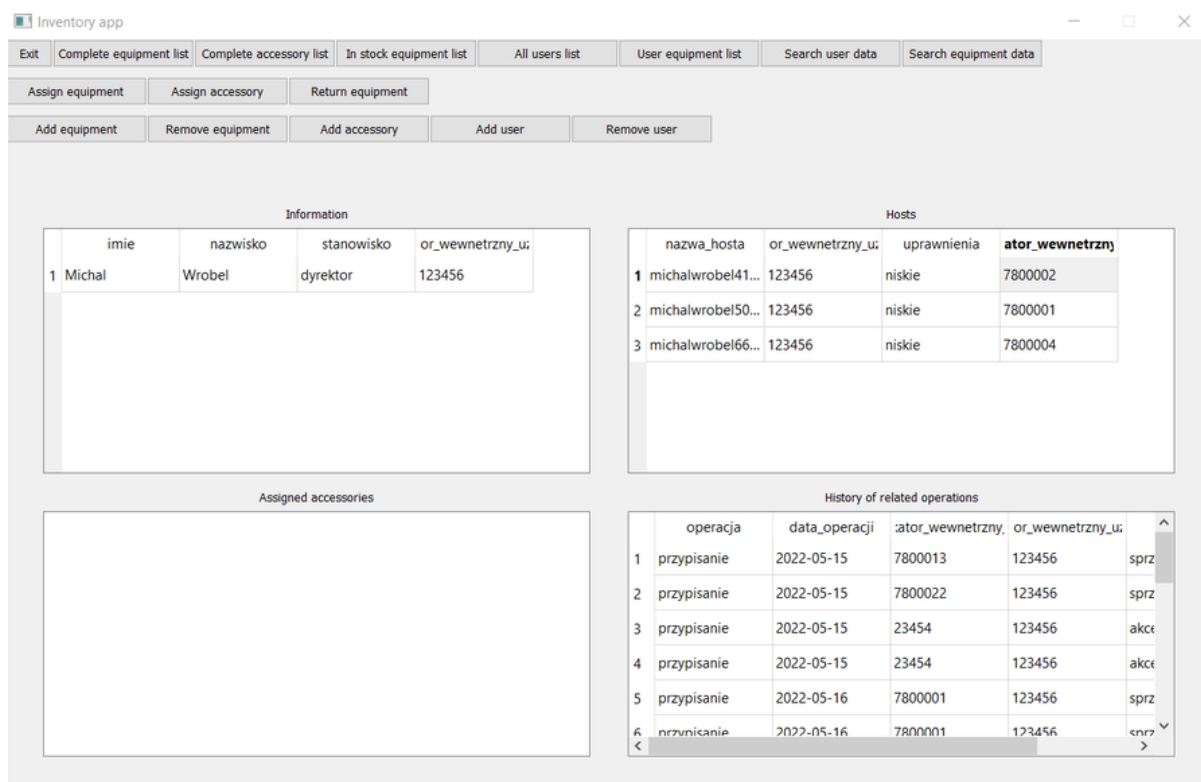 Inventory app
Exit Complete equipment list Complete accessory list In stock equipment list All users list User equipment list Search user data Search equipment data
Assign equipment Assign accessory Return equipment
Add equipment Remove equipment Add accessory Add user Remove user
Information
imie nazwisko stanowisko or_wewnetrzny_uz
1 Michal Wrobel dyrektor 123456
Hosts
nazwa_hosta or_wewnetrzny_uz uprawnienia ator_wewnetrzny
1 michalwrobel41... 123456 niskie 7800002
2 michalwrobel50... 123456 niskie 7800001
3 michalwrobel66... 123456 niskie 7800004
Assigned accessories
History of related operations
operacja data_operacji ator_wewnetrzny_ or_wewnetrzny_uz
1 przypisanie 2022-05-15 7800013 123456 sprz
2 przypisanie 2022-05-15 7800022 123456 sprz
3 przypisanie 2022-05-15 23454 123456 akce
4 przypisanie 2022-05-15 23454 123456 akce
5 przypisanie 2022-05-16 7800001 123456 sprz
6 przypisanie 2022-05-16 7800001 123456 sprz